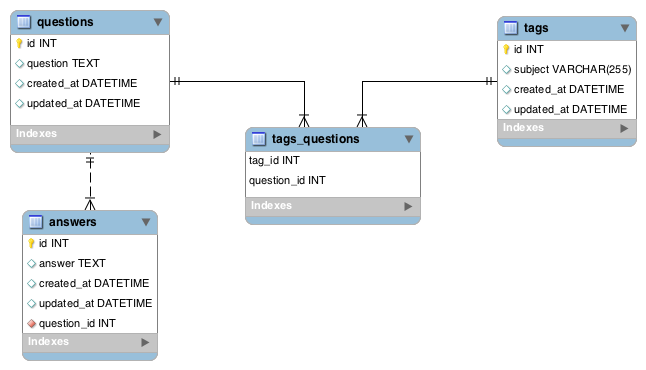 questions
id INT
question TEXT
created_at DATETIME
updated_at DATETIME
Indexes
tags
id INT
subject VARCHAR(255)
created_at DATETIME
updated_at DATETIME
Indexes
tags_questions
tag_id INT
question_id INT
Indexes
answers
id INT
answer TEXT
created_at DATETIME
updated_at DATETIME
question_id INT
Indexes